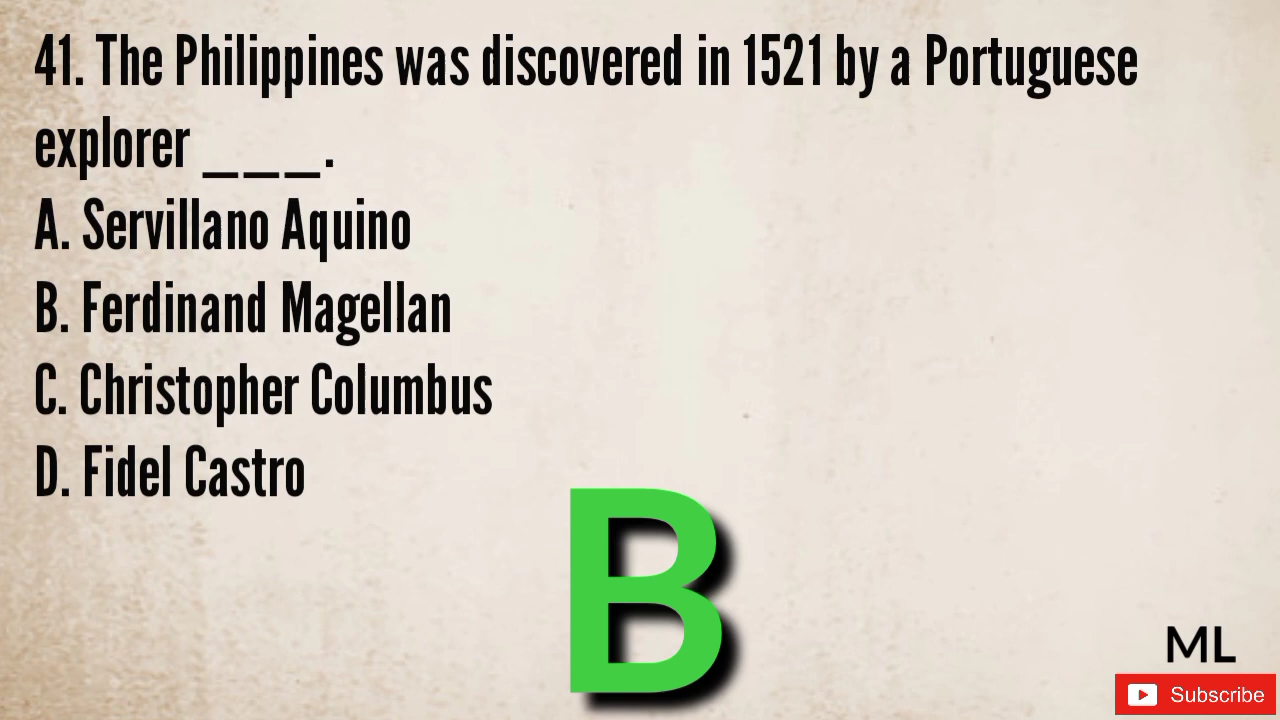 41. The Philippines was discovered in 1521 by a Portuguese
explorer ___.
A. Servillano Aquino
B. Ferdinand Magellan
C. Christopher Columbus
D. Fidel Castro
B
ML
Subscribe